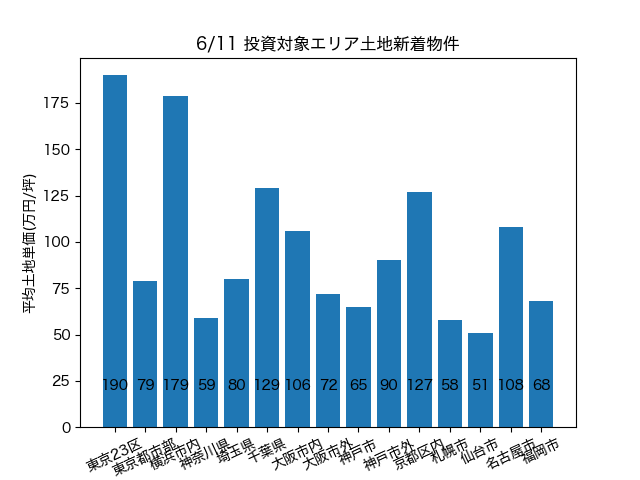 6/11 投資対象エリア土地新着物件
平均土地単価(万円/坪)
175
150
125
100
75
50
25
0
190 79 179 59 80 129 106 72 65 90 127 58 51 108 68
東京23区
東京都市部
横浜市内
神奈川県
埼玉県
千葉県
大阪市内
大阪市外
神戸市
神戸市外
京都区内
札幌市
仙台市
名古屋市
福岡市